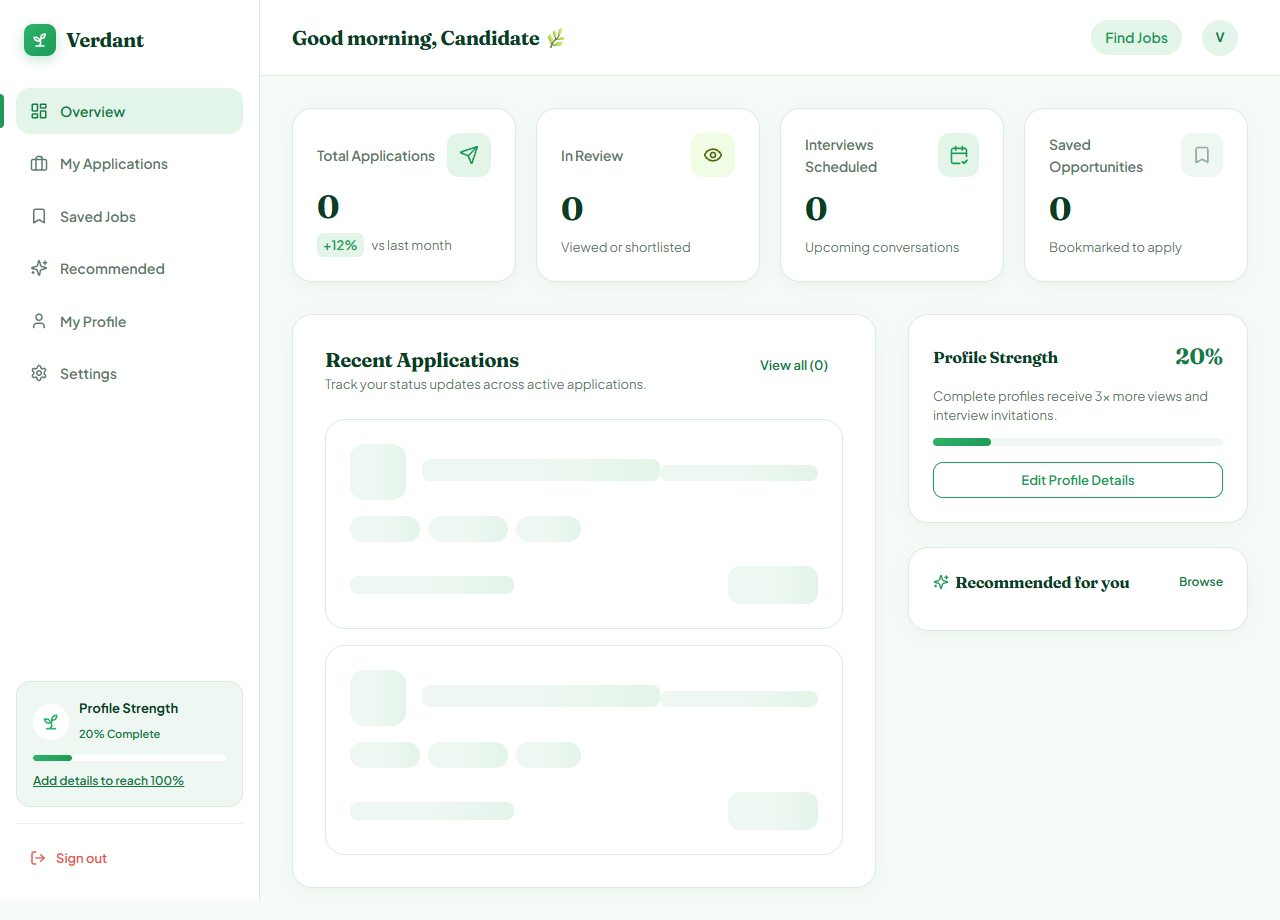 Verdant
Good morning, Candidate
Find Jobs
V
Overview
My Applications
Saved Jobs
Recommended
My Profile
Settings
Total Applications
0
+12% vs last month
In Review
0
Viewed or shortlisted
Interviews
Scheduled
0
Upcoming conversations
Saved
Opportunities
0
Bookmarked to apply
Recent Applications
Track your status updates across active applications.
View all (0)
Profile Strength
20%
Complete profiles receive 3x more views and
interview invitations.
Edit Profile Details
Recommended for you
Browse
Profile Strength
20% Complete
Add details to reach 100%
Sign out